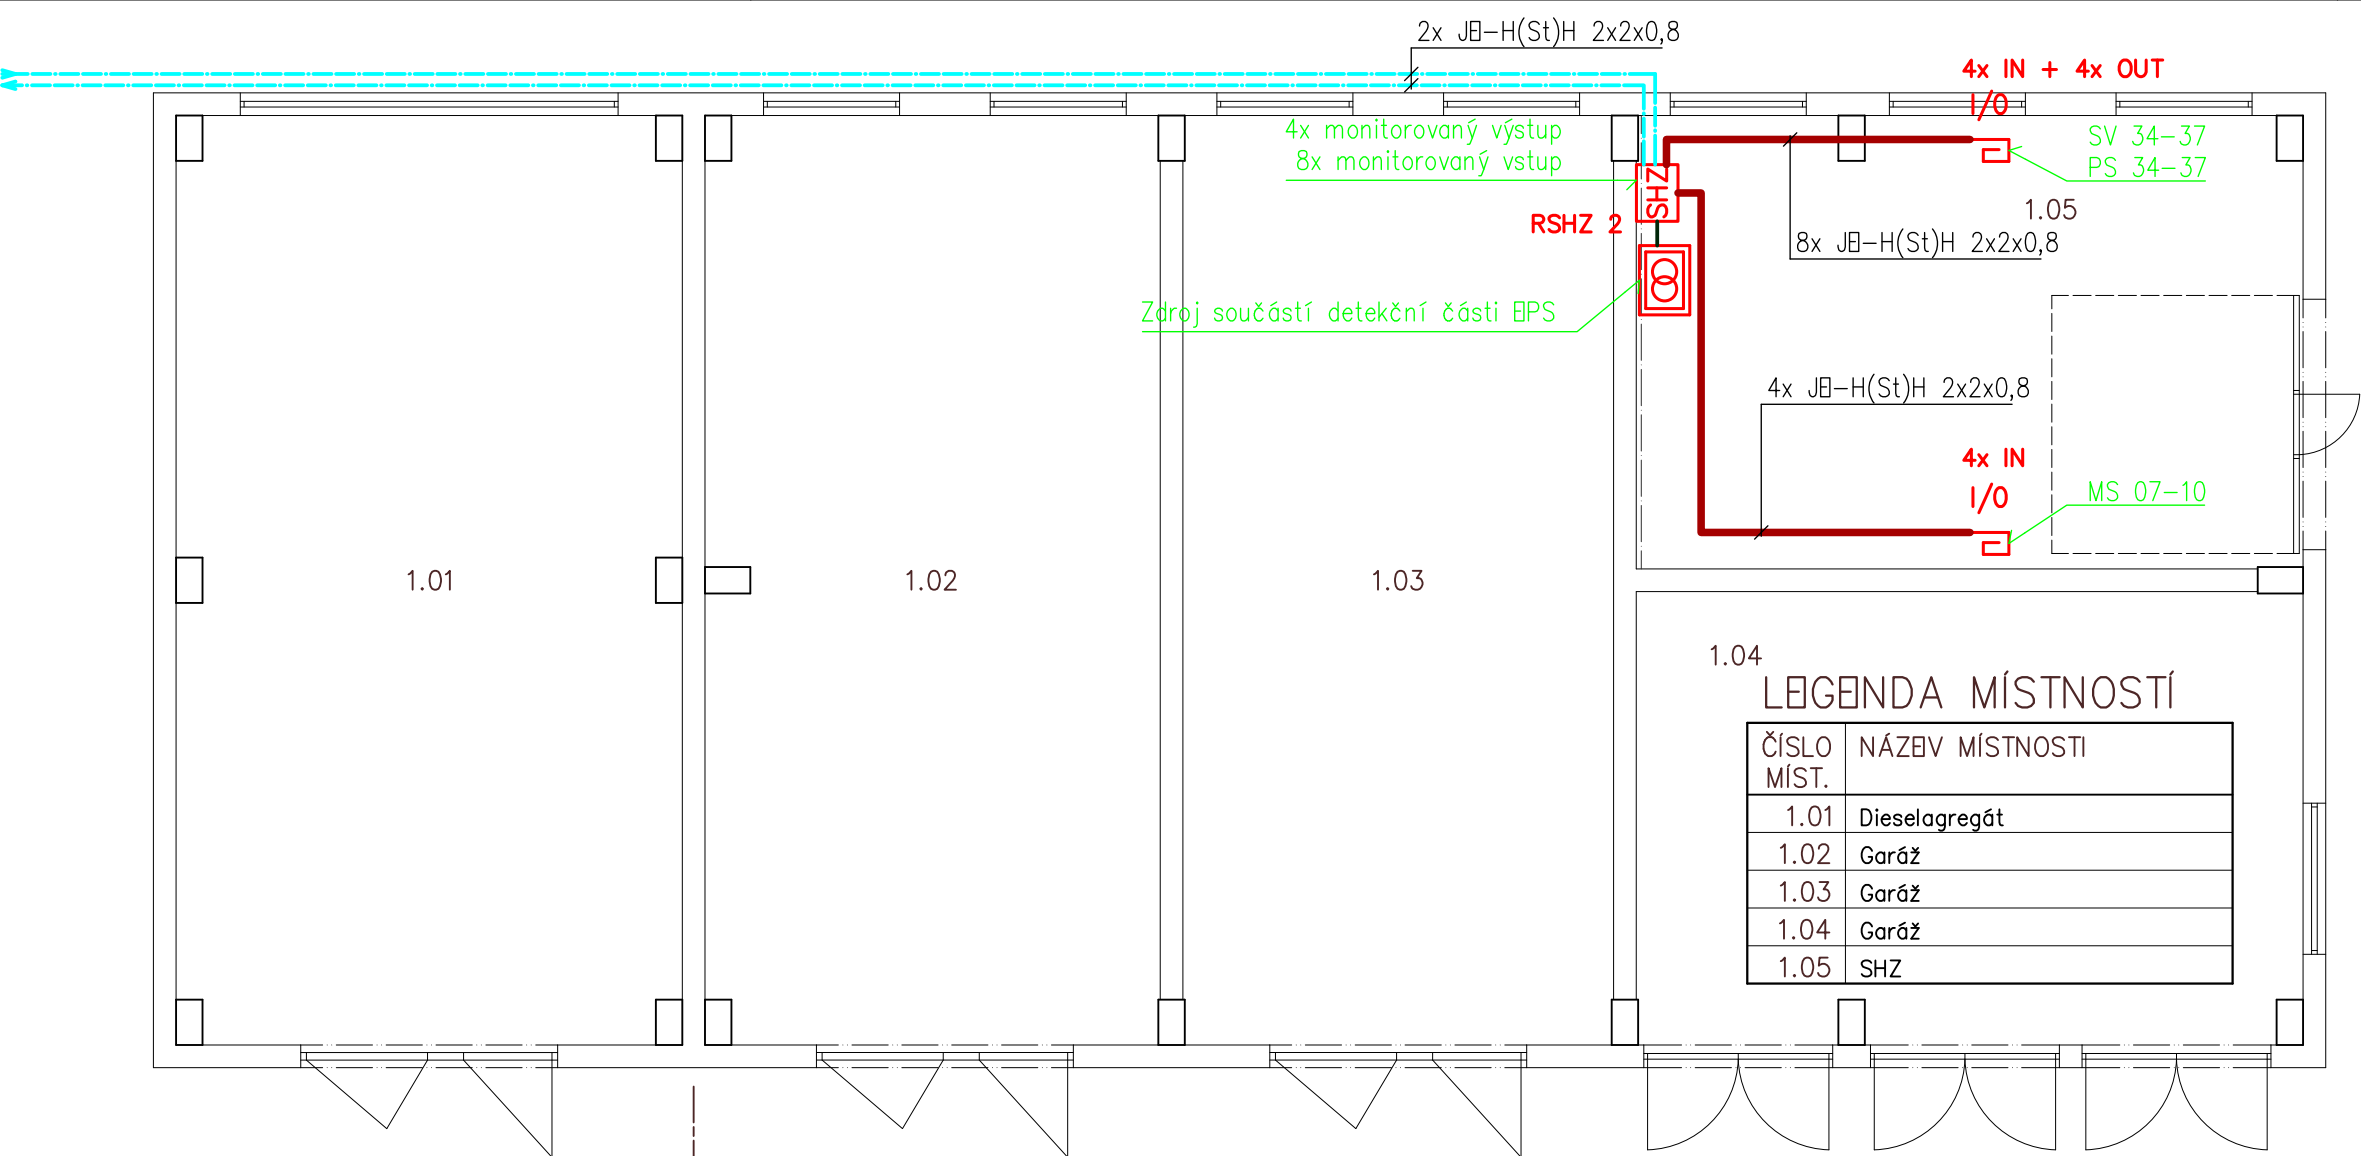 2x JE-H(St)H 2x2x0,8
4x IN + 4x OUT
I/O
4x monitorovaný výstup
8x monitorovaný vstup
SV 34-37
PS 34-37
SHZ
1.05
RSHZ 2
8x JE-H(St)H 2x2x0,8
Zdroj součástí detekční části EPS
4x JE-H(St)H 2x2x0,8
4x IN
I/O
MS 07-10
1.01
1.02
1.03
1.04
LEGENDA MÍSTNOSTÍ
ČÍSLO MÍST. NÁZEV MÍSTNOSTI
1.01 Dieselagregát
1.02 Garáž
1.03 Garáž
1.04 Garáž
1.05 SHZ